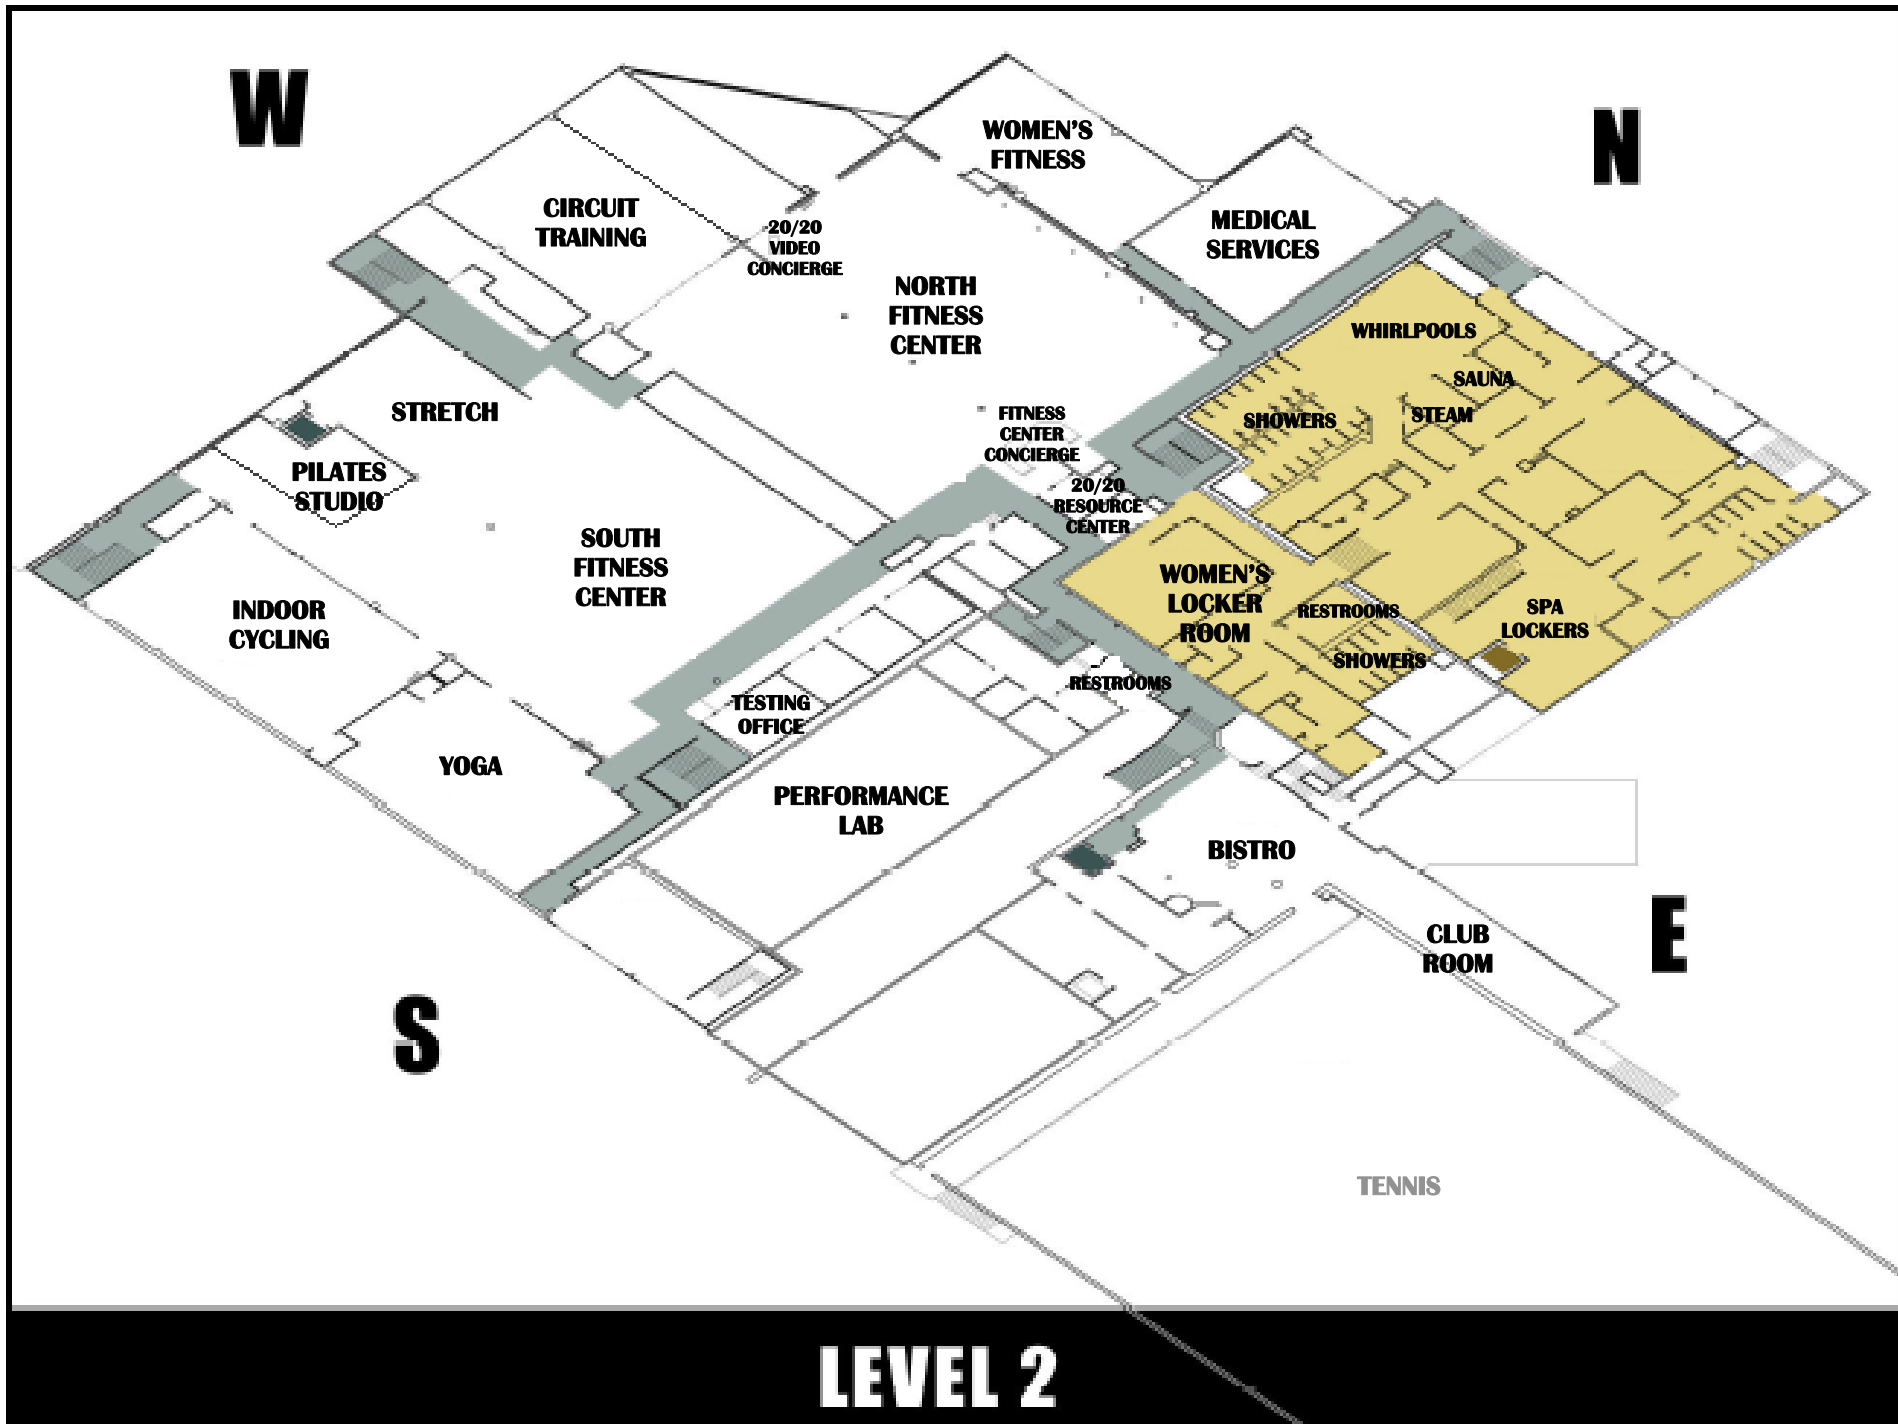 W
N
WOMEN'S
FITNESS
CIRCUIT
TRAINING
20/20
VIDEO
CONCIERGE
MEDICAL
SERVICES
NORTH
FITNESS
CENTER
WHIRLPOOLS
SAUNA
STEAM
SHOWERS
STRETCH
FITNESS
CENTER
CONCIERGE
PILATES
STUDIO
20/20
RESOURCE
CENTER
SOUTH
FITNESS
CENTER
INDOOR
CYCLING
WOMEN'S
LOCKER
ROOM
RESTROOMS
SPA
LOCKERS
SHOWERS
RESTROOMS
TESTING
OFFICE
YOGA
PERFORMANCE
LAB
BISTRO
CLUB
ROOM
E
S
TENNIS
LEVEL 2